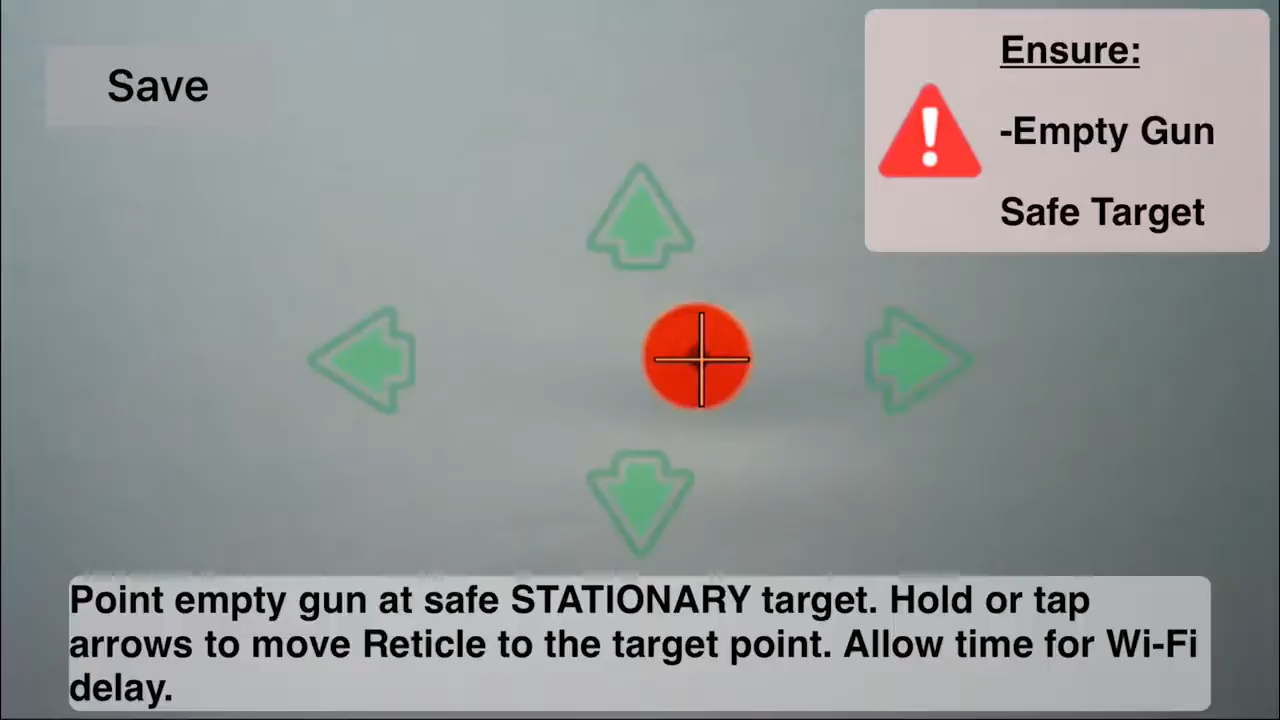 Save
Ensure:
-Empty Gun
Safe Target
Point empty gun at safe STATIONARY target. Hold or tap
arrows to move Reticle to the target point. Allow time for Wi-Fi
delay.